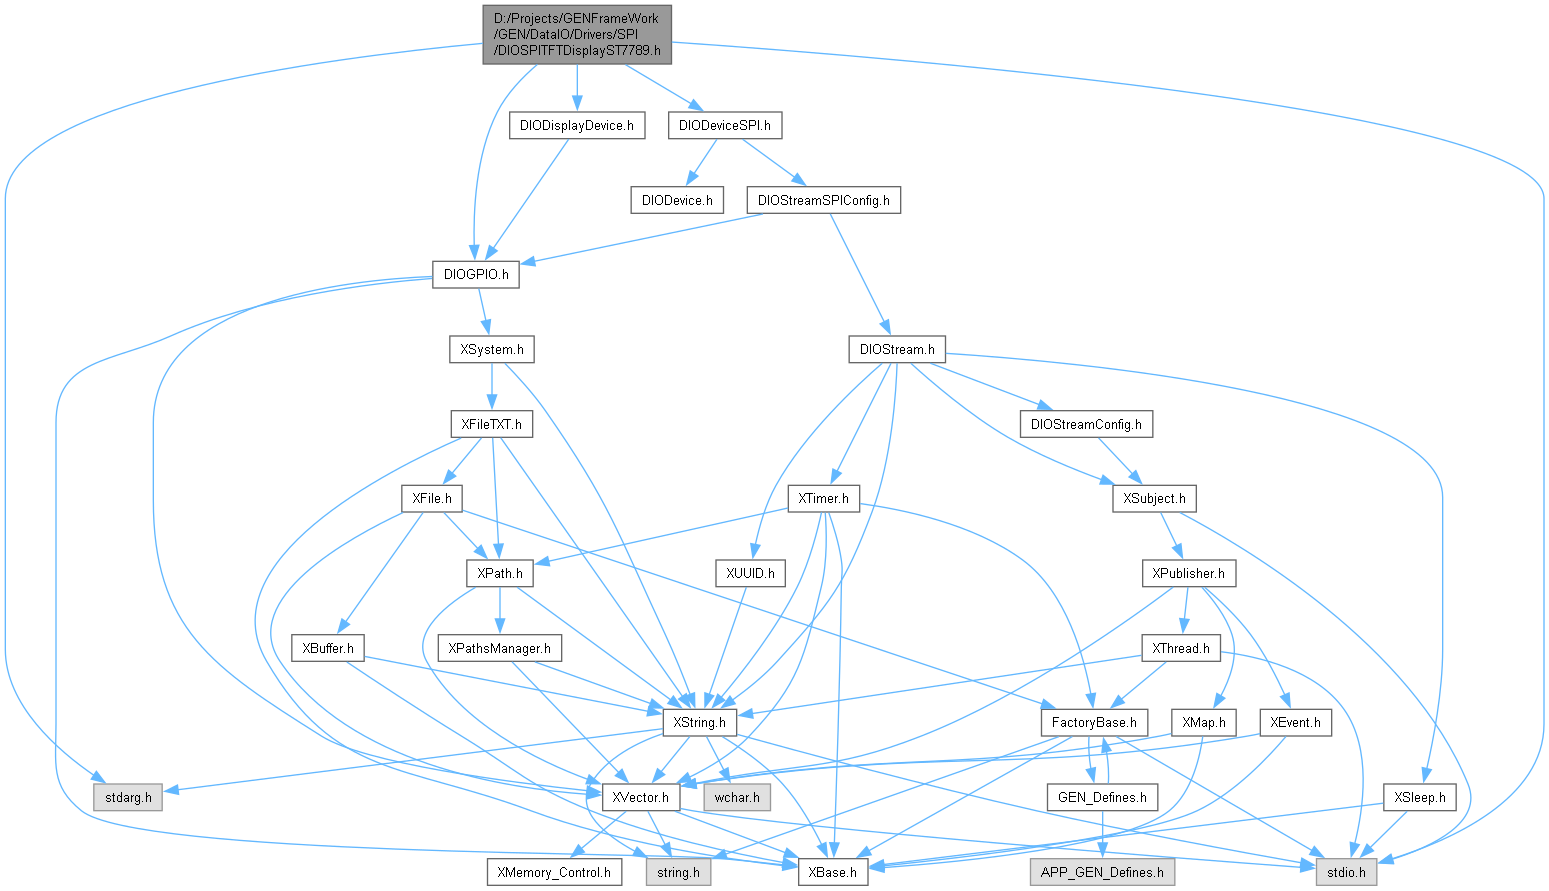 D:/Projects/GENFrameWork
/GEN/DataIO/Drivers/SPI
/DIOSPITFTDisplayST7789.h
DIODisplayDevice.h
DIODeviceSPI.h
DIODevice.h
DIOStreamSPIConfig.h
DIOGPIO.h
XSystem.h
DIOStream.h
XFileTXT.h
DIOStreamConfig.h
XFile.h
XTimer.h
XSubject.h
XPath.h
XUUID.h
XPublisher.h
XBuffer.h
XPathsManager.h
XThread.h
XString.h
FactoryBase.h
XMap.h
XEvent.h
stdarg.h
XVector.h
wchar.h
GEN_Defines.h
XSleep.h
XMemory_Control.h
string.h
XBase.h
APP_GEN_Defines.h
stdio.h